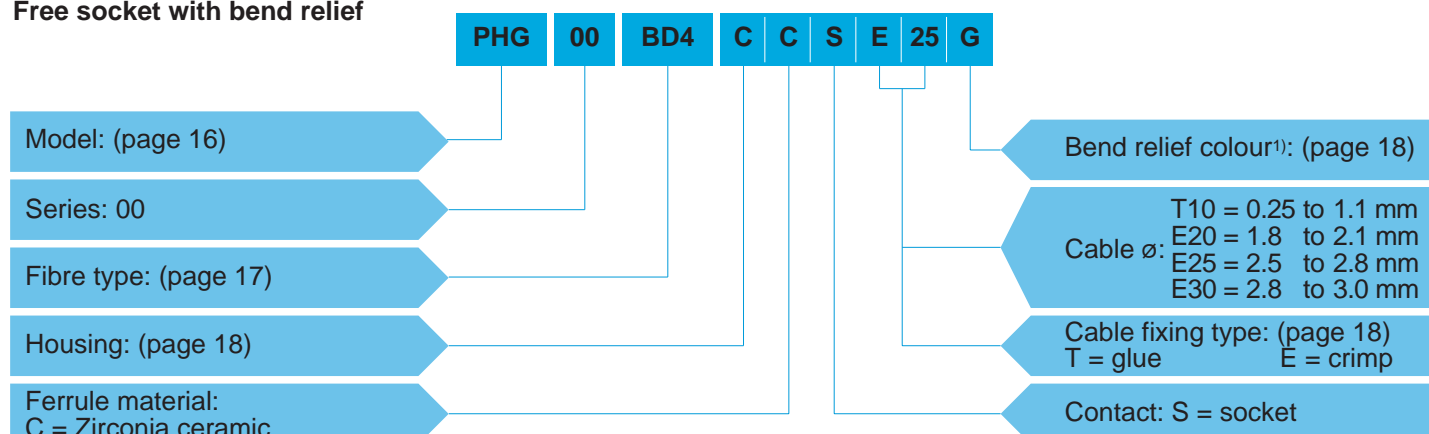 Free socket with bend relief
PHG 00 BD4 C C S E 25 G
Model: (page 16)
Series: 00
Fibre type: (page 17)
Housing: (page 18)
Ferrule material:
C = Zirconia ceramic
Bend relief colour1): (page 18)
Cable ø:
T10 = 0.25 to 1.1 mm
E20 = 1.8 to 2.1 mm
E25 = 2.5 to 2.8 mm
E30 = 2.8 to 3.0 mm
Cable fixing type: (page 18)
T = glue E = crimp
Contact: S = socket